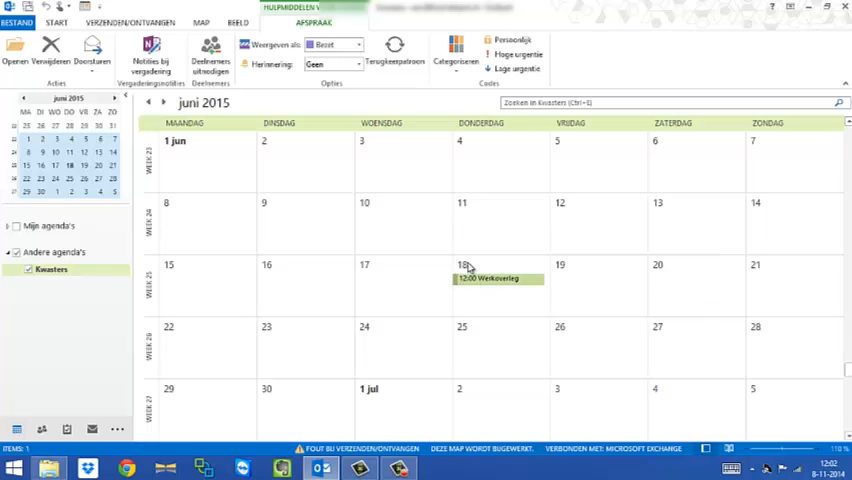 HULPMIDDELEN V
BESTAND START VERZENDEN/ONTVANGEN MAP BEELD AFSPRAAK
Openen Verwijderen Doorsturen
Acties
Notities bij vergadering
Vergaderingsnotities
Deelnemers uitnodigen
Deelnemers
Weergeven als: Bezet
Herinnering: Geen
Terugkeerpatroon
Opties
Categoriseren
Persoonlijk
Hoge urgentie
Lage urgentie
Codes
juni 2015
MA DI WO DO VR ZA ZO
25 26 27 28 29 30 31
1 2 3 4 5 6 7
8 9 10 11 12 13 14
15 16 17 18 19 20 21
22 23 24 25 26 27 28
29 30 1 2 3 4 5
Mijn agenda's
Andere agenda's
Kwasters
juni 2015
Zoeken in Kwasters (Ctrl+E)
MAANDAG DINSDAG WOENSDAG DONDERDAG VRIJDAG ZATERDAG ZONDAG
WEEK 23 1 jun 2 3 4 5 6 7
WEEK 24 8 9 10 11 12 13 14
WEEK 25 15 16 17 18 19 20 21
12:00 Werkoverleg
WEEK 26 22 23 24 25 26 27 28
WEEK 27 29 30 1 jul 2 3 4 5
ITEMS: 1 FOUT BIJ VERZENDEN/ONTVANGEN DEZE MAP WORDT BIJGEWERKT. VERBONDEN MET: MICROSOFT EXCHANGE 110 %
12:02
8-11-2014